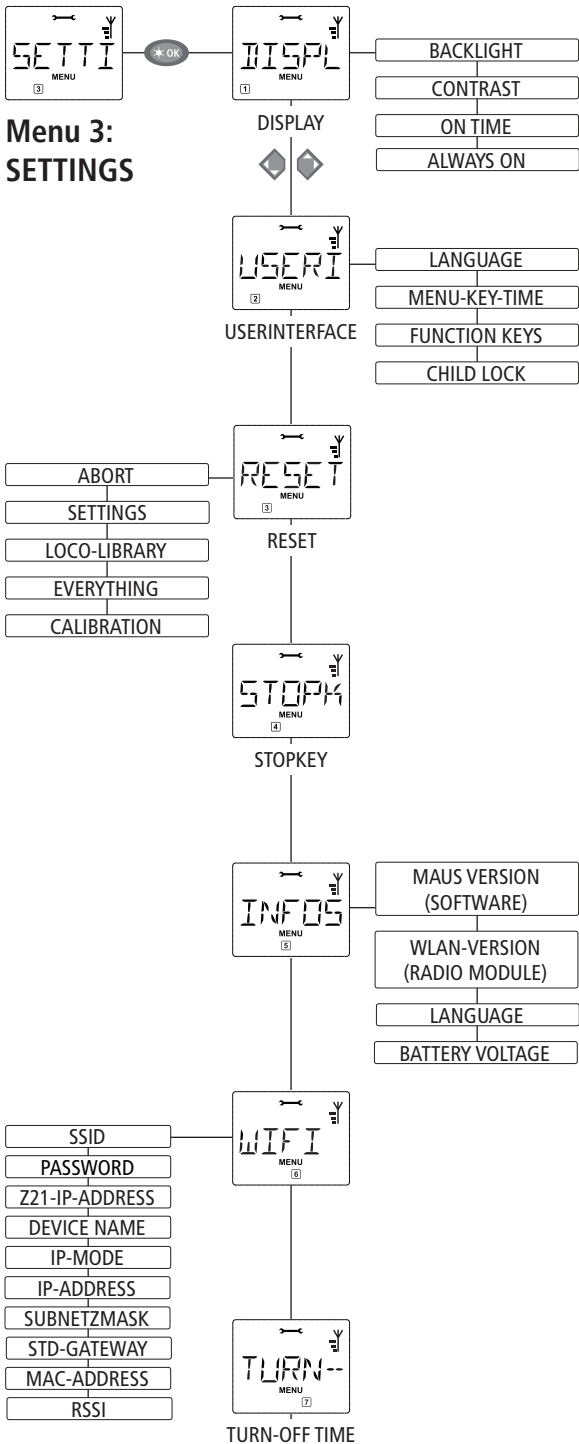 SETTI
MENU
3
OK
DISPL
MENU
1
BACKLIGHT
CONTRAST
ON TIME
ALWAYS ON
Menu 3:
SETTINGS
DISPLAY
USERI
MENU
2
LANGUAGE
MENU-KEY-TIME
FUNCTION KEYS
CHILD LOCK
USERINTERFACE
RESET
MENU
3
ABORT
SETTINGS
LOCO-LIBRARY
EVERYTHING
CALIBRATION
RESET
STOPK
MENU
4
STOPKEY
INFOS
MENU
5
MAUS VERSION
(SOFTWARE)
WLAN-VERSION
(RADIO MODULE)
LANGUAGE
BATTERY VOLTAGE
WIFI
MENU
6
SSID
PASSWORD
Z21-IP-ADDRESS
DEVICE NAME
IP-MODE
IP-ADDRESS
SUBNETZMASK
STD-GATEWAY
MAC-ADDRESS
RSSI
TURN--
MENU
7
TURN-OFF TIME